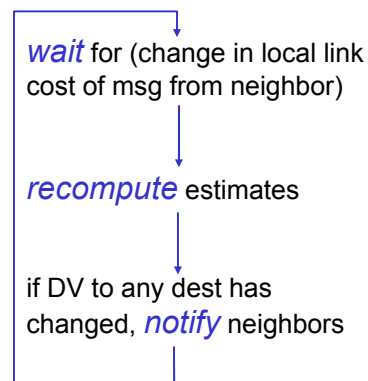 wait for (change in local link
cost of msg from neighbor)
recompute estimates
if DV to any dest has
changed, notify neighbors